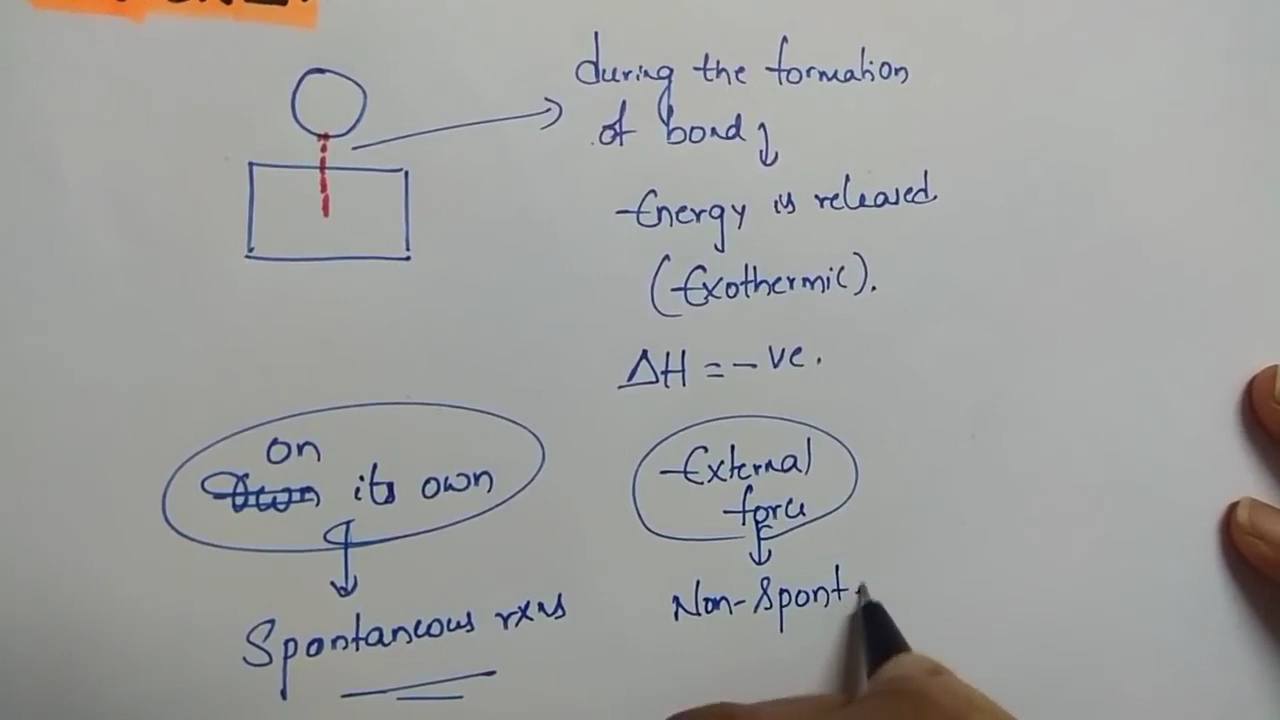 during the formation
of bond
Energy is released
(Exothermic).
ΔH = -ve.
on
its own
External
force
Spontaneous rxns
Non-Spont